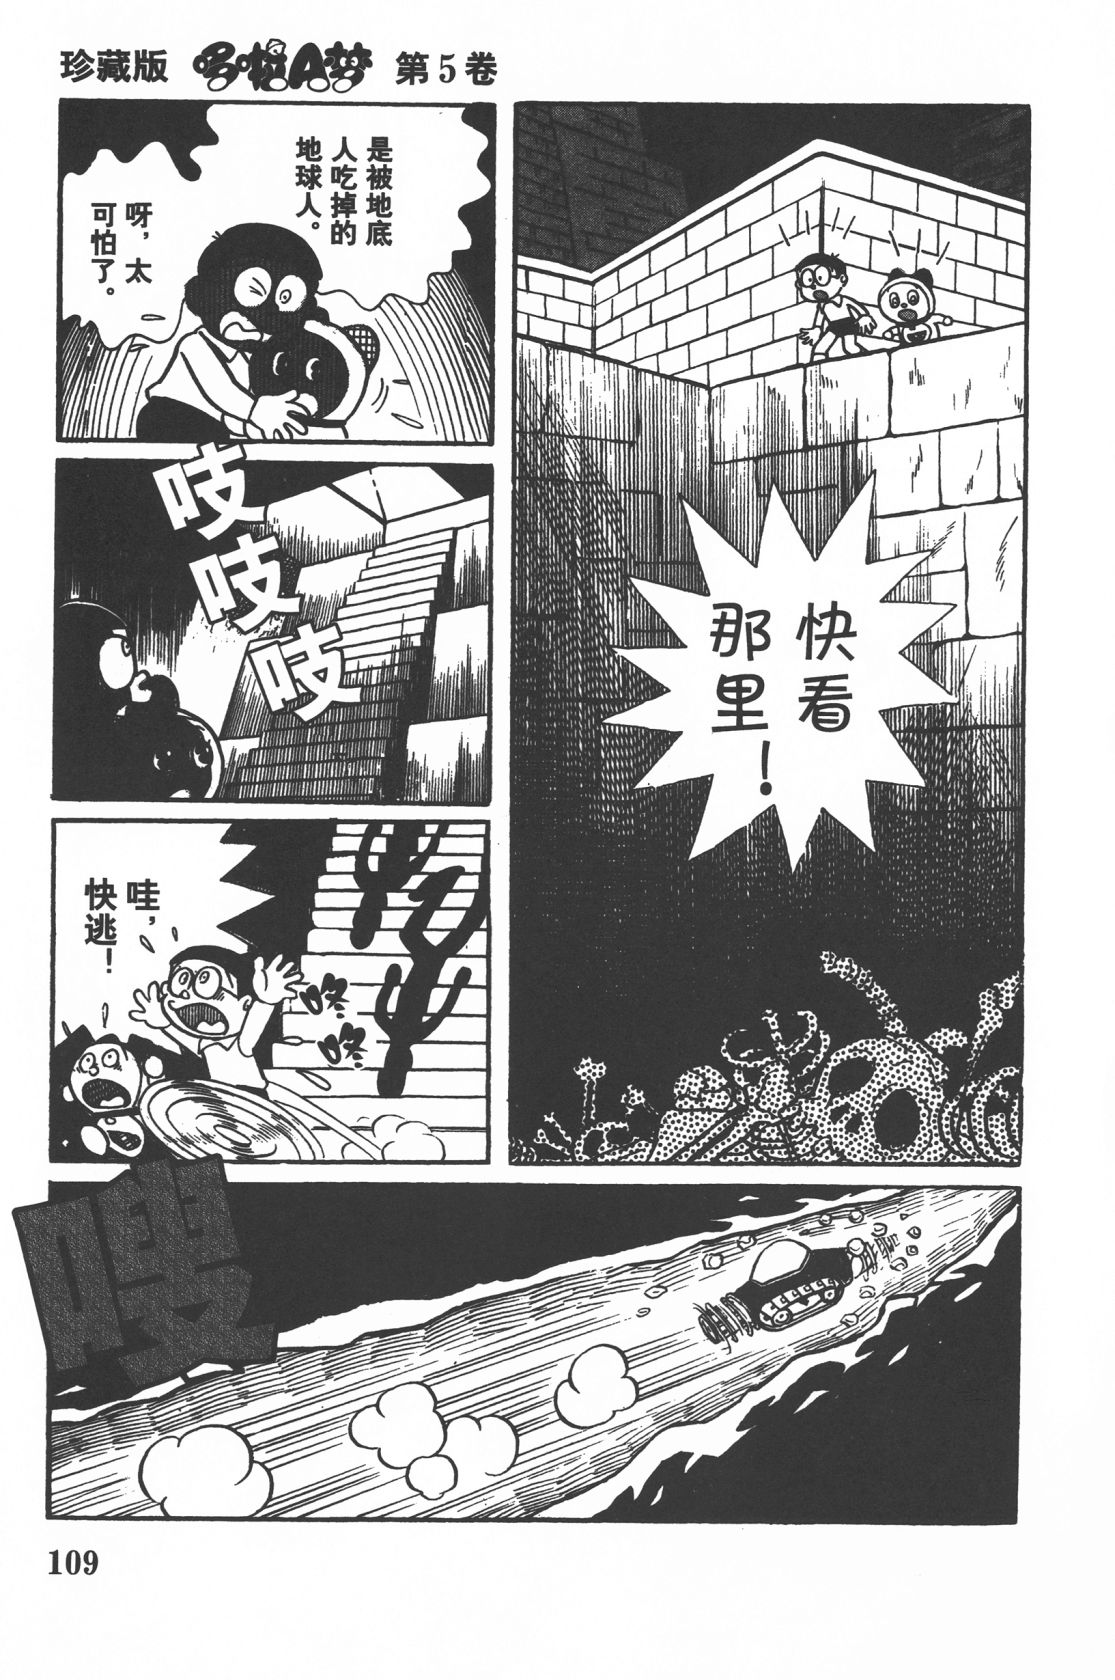 珍藏版 哆啦A梦 第5卷
快看
那里！
是被地底
人吃掉的
地球人。
呀，太
可怕了。
吱
吱
吱
哇，
快逃！
咚
咚
嗖
109